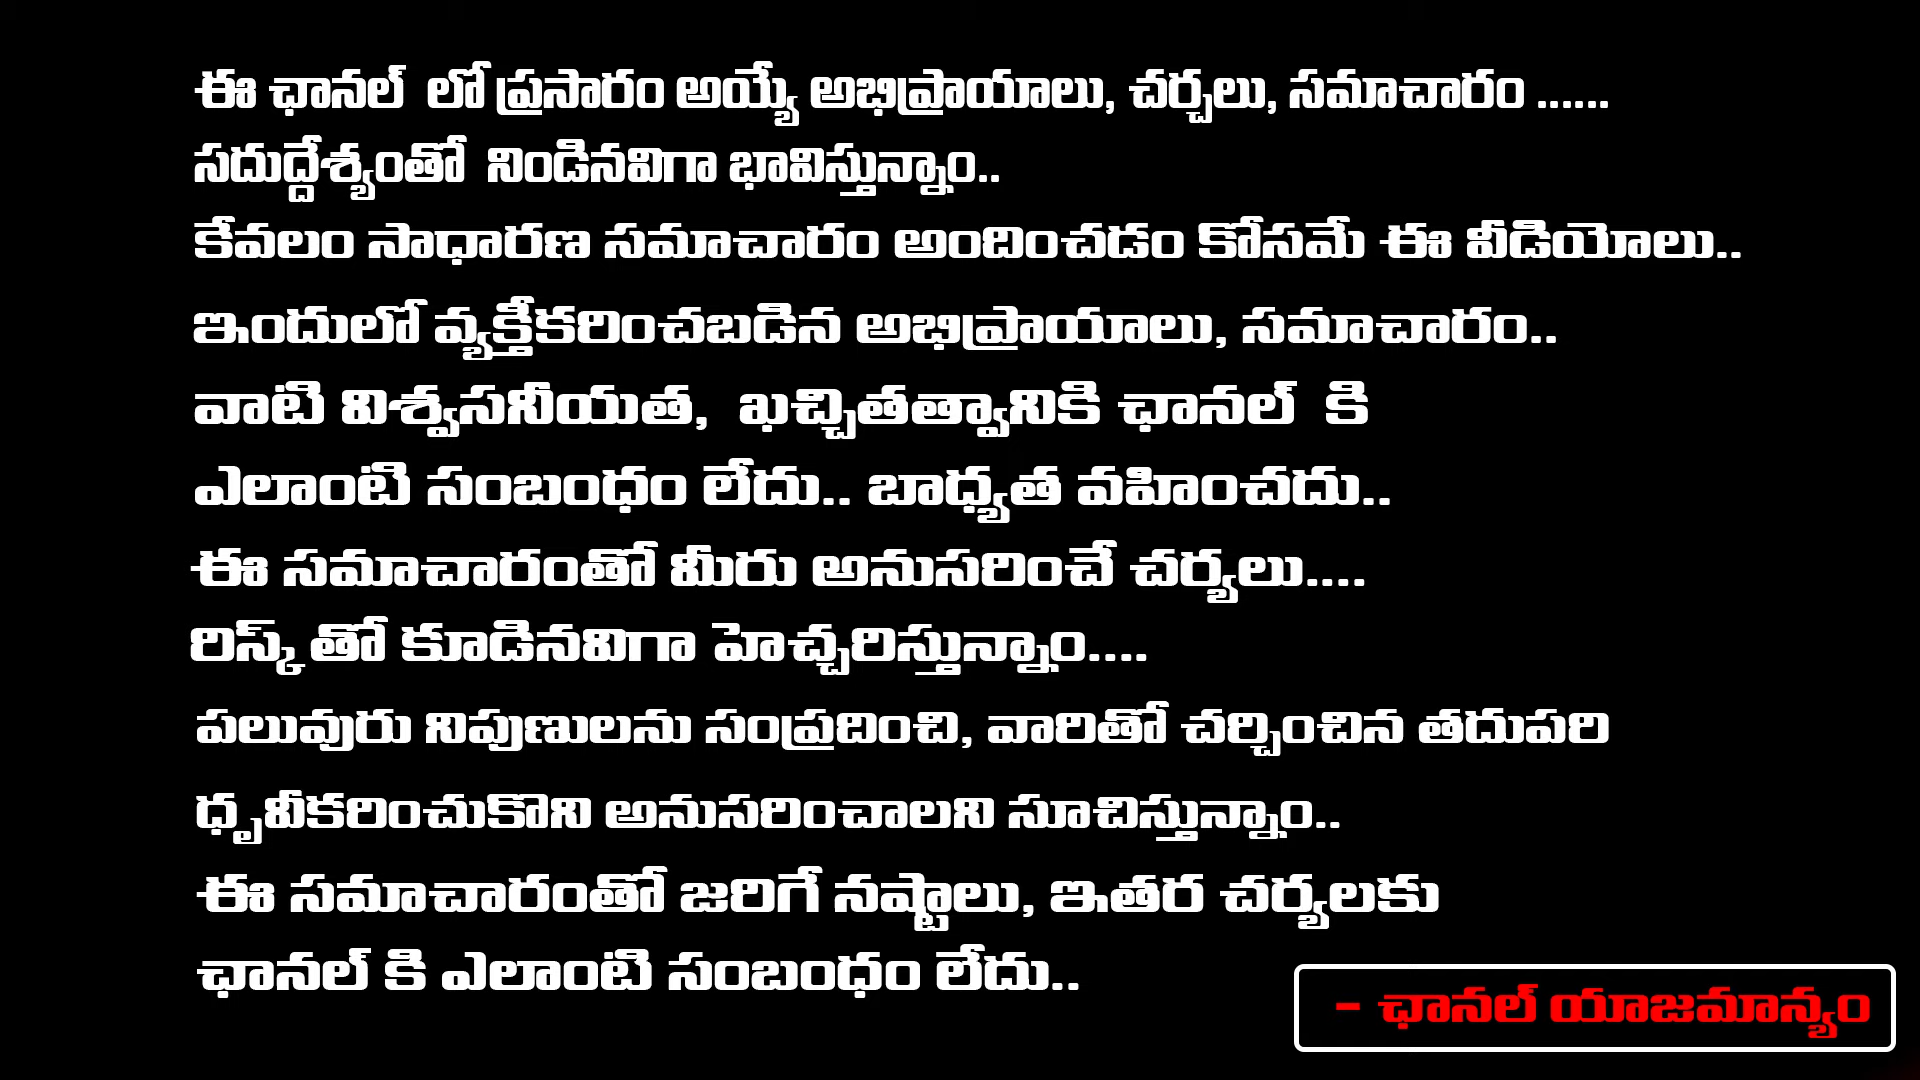 ఈ ఛానల్ లో ప్రసారం అయ్యే అభిప్రాయాలు, చర్చలు, సమాచారం ......
సదుద్దేశ్యంతో నిండినవిగా భావిస్తున్నాం..
కేవలం సాధారణ సమాచారం అందించడం కోసమే ఈ వీడియోలు..
ఇందులో వ్యక్తీకరించబడిన అభిప్రాయాలు, సమాచారం..
వాటి విశ్వసనీయత, ఖచ్చితత్వానికి ఛానల్ కి
ఎలాంటి సంబంధం లేదు.. బాధ్యత వహించదు..
ఈ సమాచారంతో మీరు అనుసరించే చర్యలు....
రిస్క్ తో కూడినవిగా హెచ్చరిస్తున్నాం....
పలువురు నిపుణులను సంప్రదించి, వారితో చర్చించిన తదుపరి
ధృవీకరించుకొని అనుసరించాలని సూచిస్తున్నాం..
ఈ సమాచారంతో జరిగే నష్టాలు, ఇతర చర్యలకు
ఛానల్ కి ఎలాంటి సంబంధం లేదు..
- ఛానల్ యాజమాన్యం